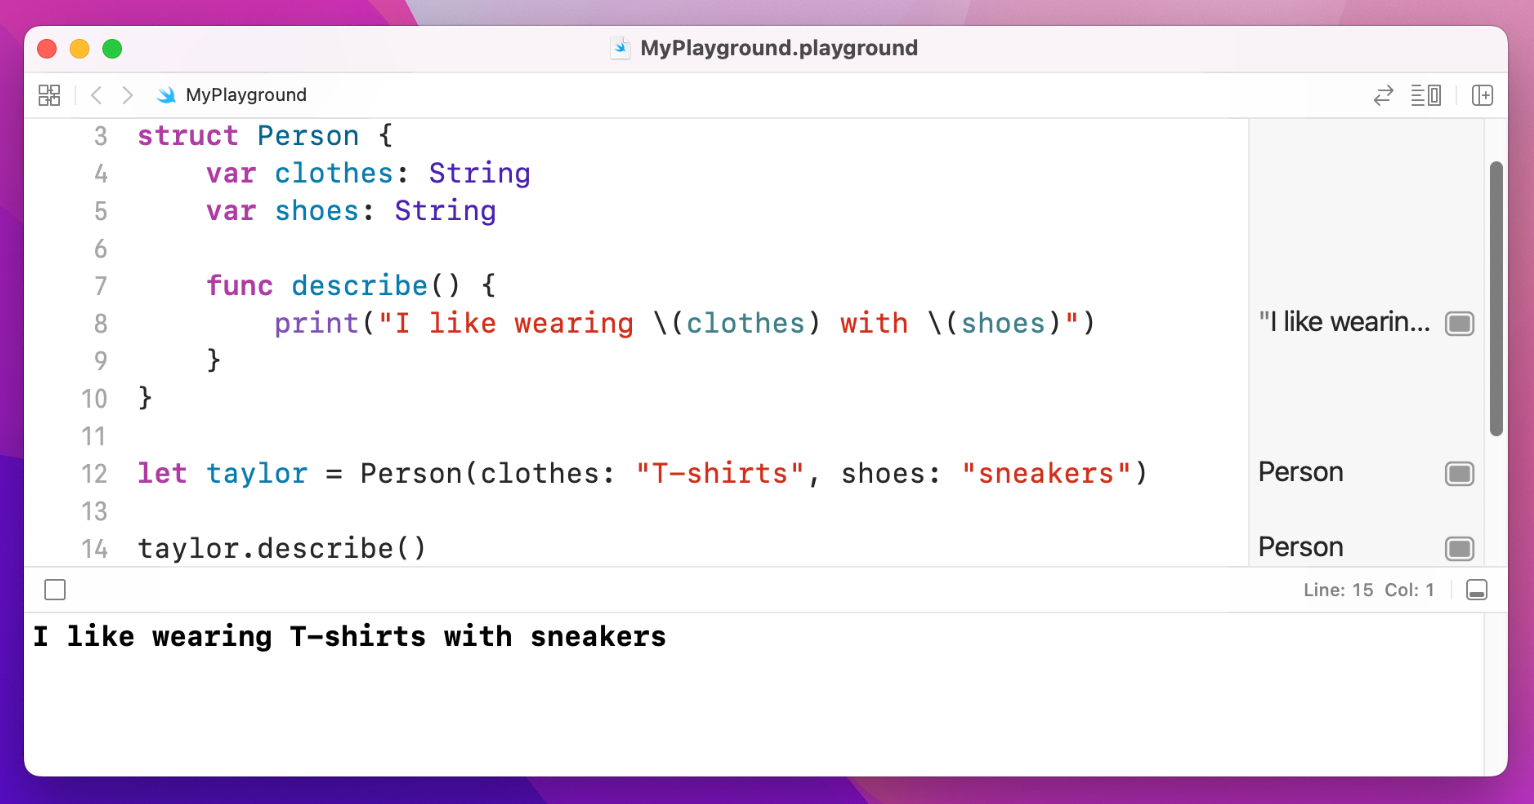 MyPlayground.playground
MyPlayground
3 struct Person {
4     var clothes: String
5     var shoes: String
6
7     func describe() {
8         print("I like wearing \(clothes) with \(shoes)") "I like wearin...
9     }
10 }
11
12 let taylor = Person(clothes: "T-shirts", shoes: "sneakers") Person
13
14 taylor.describe() Person
Line: 15 Col: 1
I like wearing T-shirts with sneakers